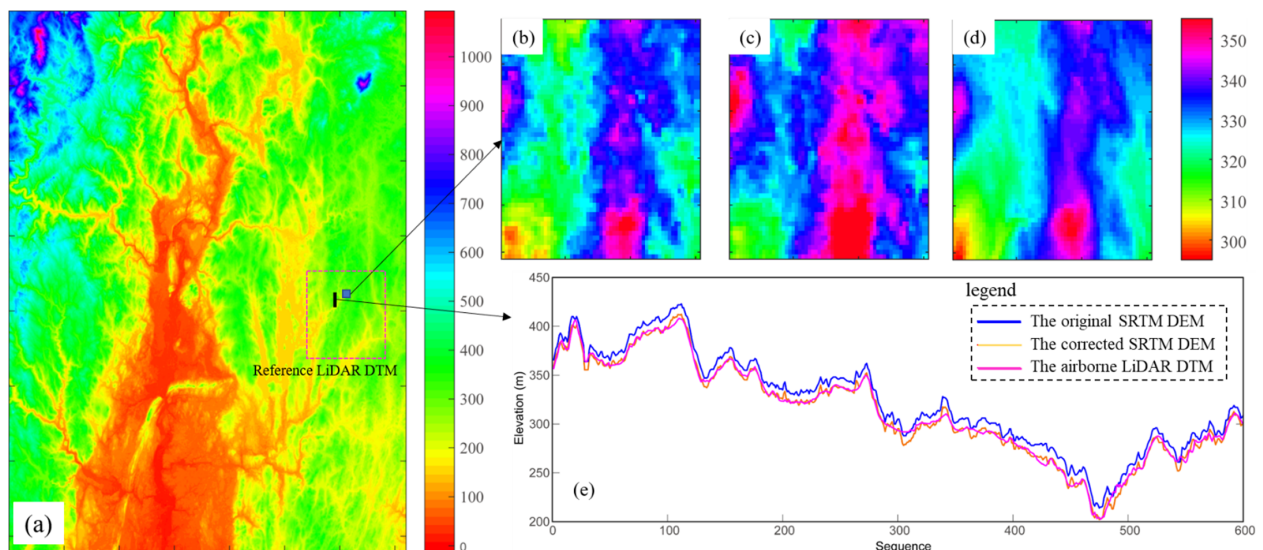 (b)
(c)
(d)
1000
900
800
700
600
500
400
300
200
100
0
350
340
330
320
310
300
Reference LiDAR DTM
(a)
450
400
350
300
250
200
Elevation (m)
legend
The original SRTM DEM
The corrected SRTM DEM
The airborne LiDAR DTM
(e)
0
100
200
300
400
500
600
Sequence